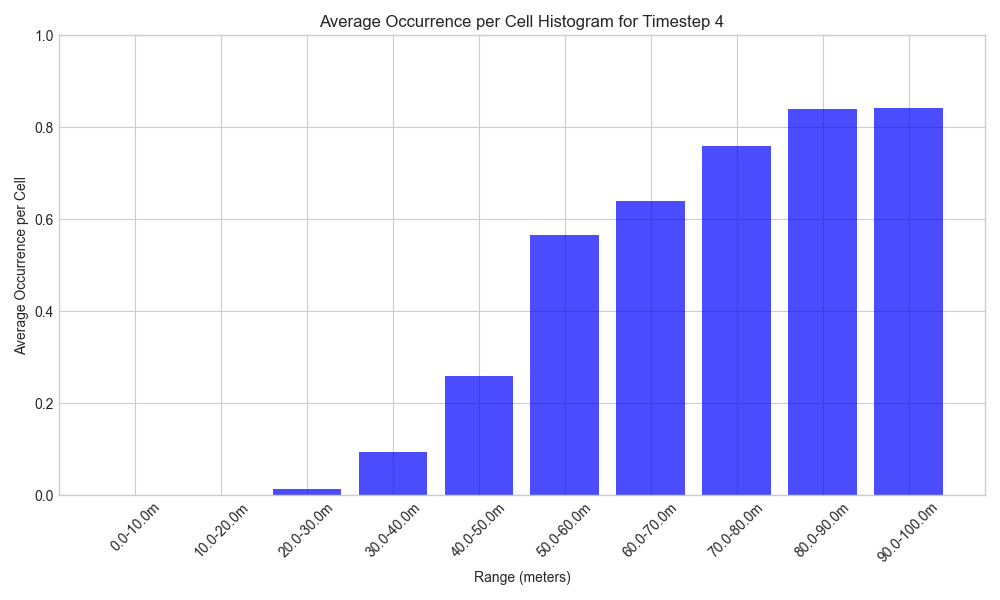 Average Occurrence per Cell Histogram for Timestep 4
Average Occurrence per Cell
1.0
0.8
0.6
0.4
0.2
0.0
0.0-10.0m
10.0-20.0m
20.0-30.0m
30.0-40.0m
40.0-50.0m
50.0-60.0m
60.0-70.0m
70.0-80.0m
80.0-90.0m
90.0-100.0m
Range (meters)